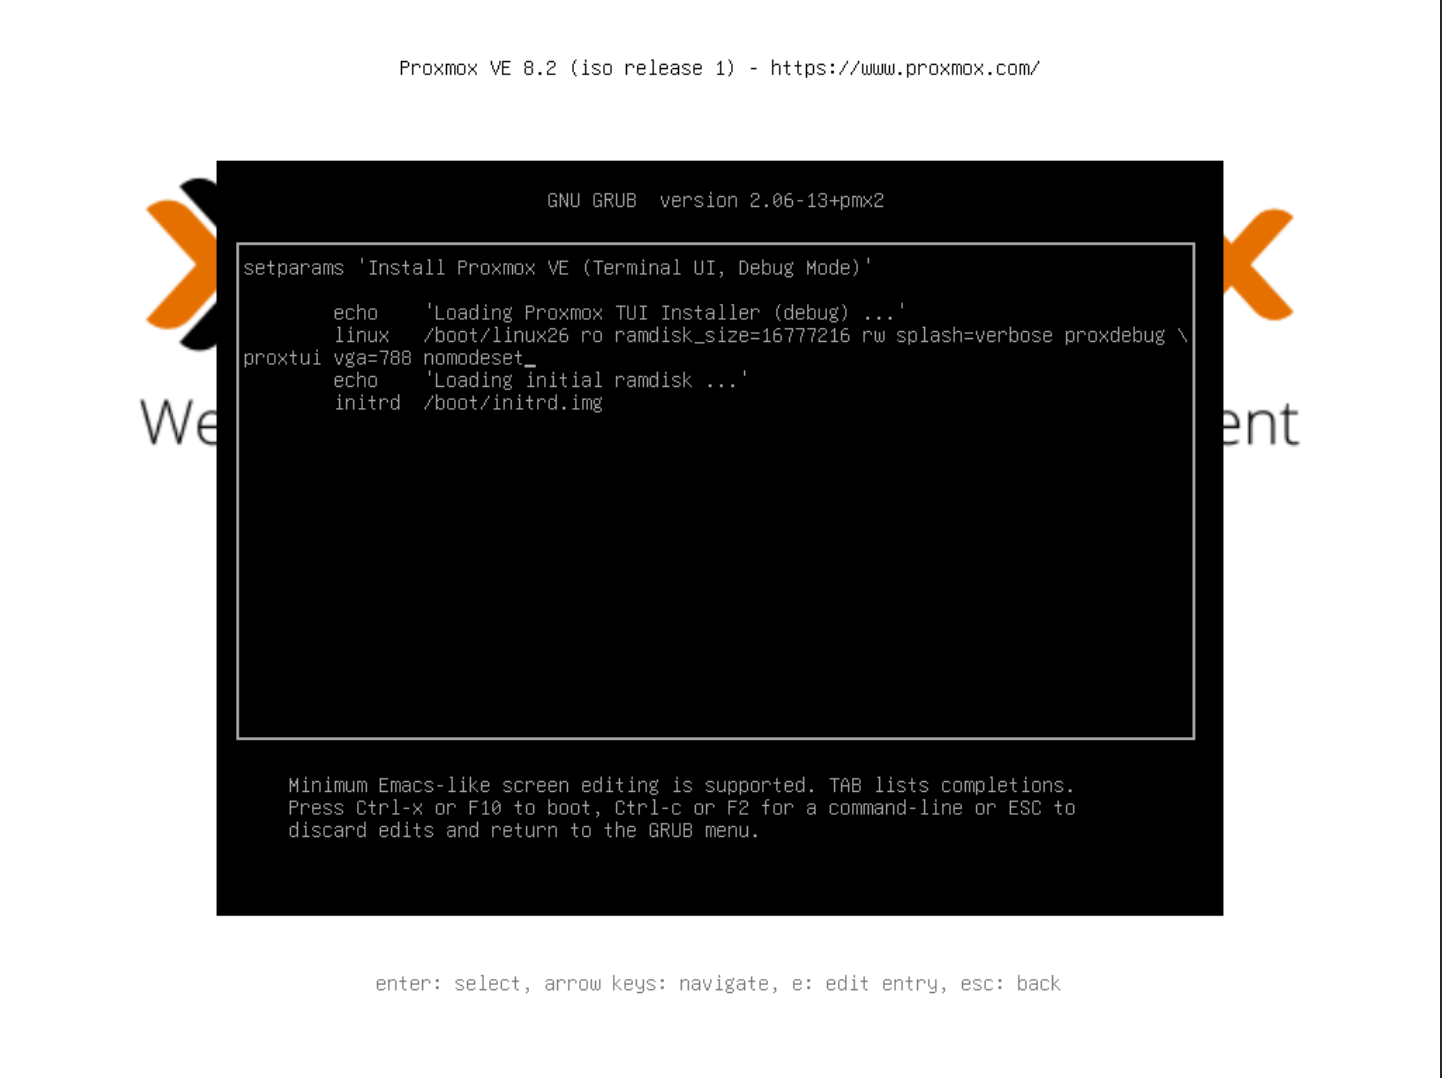 Proxmox VE 8.2 (iso release 1) - https://www.proxmox.com/
GNU GRUB  version 2.06-13+pmx2
setparams 'Install Proxmox VE (Terminal UI, Debug Mode)'
echo    'Loading Proxmox TUI Installer (debug) ...'
linux   /boot/linux26 ro ramdisk_size=16777216 rw splash=verbose proxdebug \
proxtui vga=788 nomodeset_
echo    'Loading initial ramdisk ...'
initrd  /boot/initrd.img
Minimum Emacs-like screen editing is supported. TAB lists completions.
Press Ctrl-x or F10 to boot, Ctrl-c or F2 for a command-line or ESC to
discard edits and return to the GRUB menu.
enter: select, arrow keys: navigate, e: edit entry, esc: back